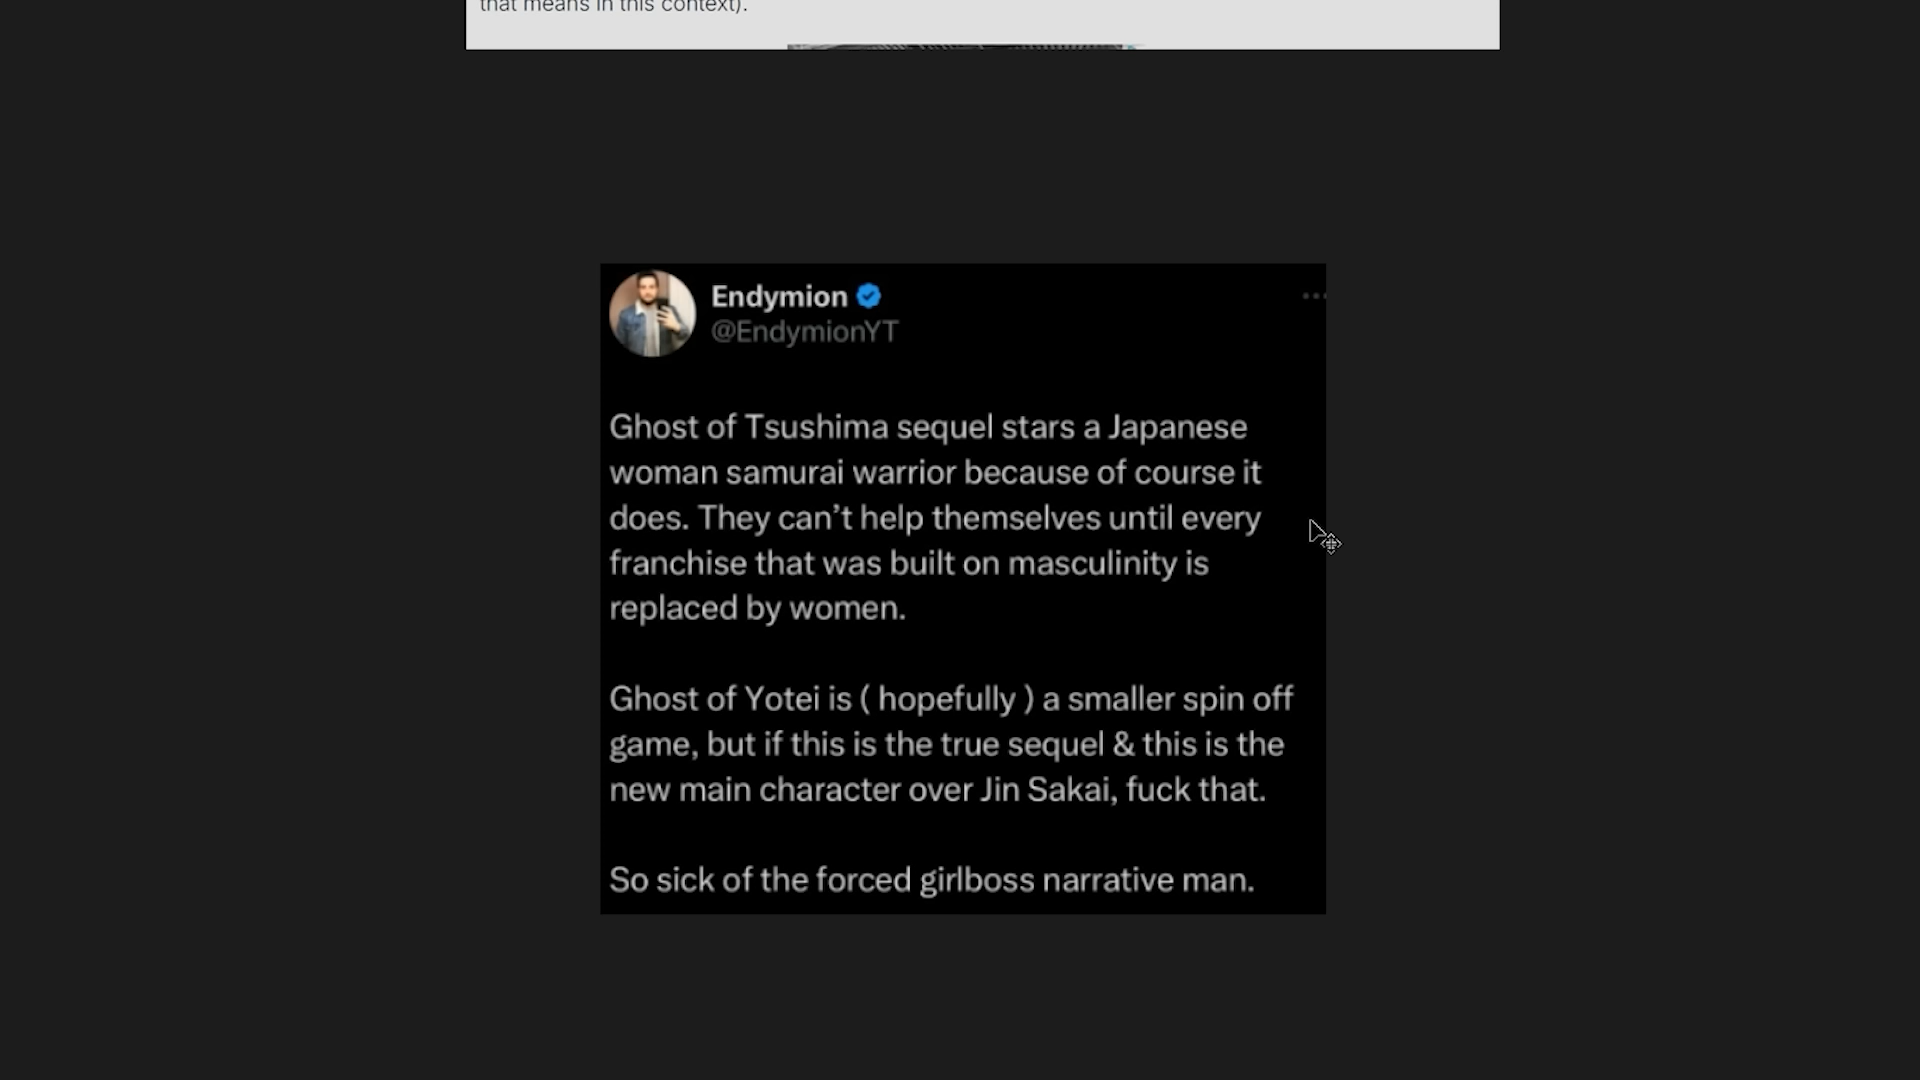 that means in this context).
Endymion
@EndymionYT
Ghost of Tsushima sequel stars a Japanese
woman samurai warrior because of course it
does. They can’t help themselves until every
franchise that was built on masculinity is
replaced by women.
Ghost of Yotei is ( hopefully ) a smaller spin off
game, but if this is the true sequel & this is the
new main character over Jin Sakai, fuck that.
So sick of the forced girlboss narrative man.